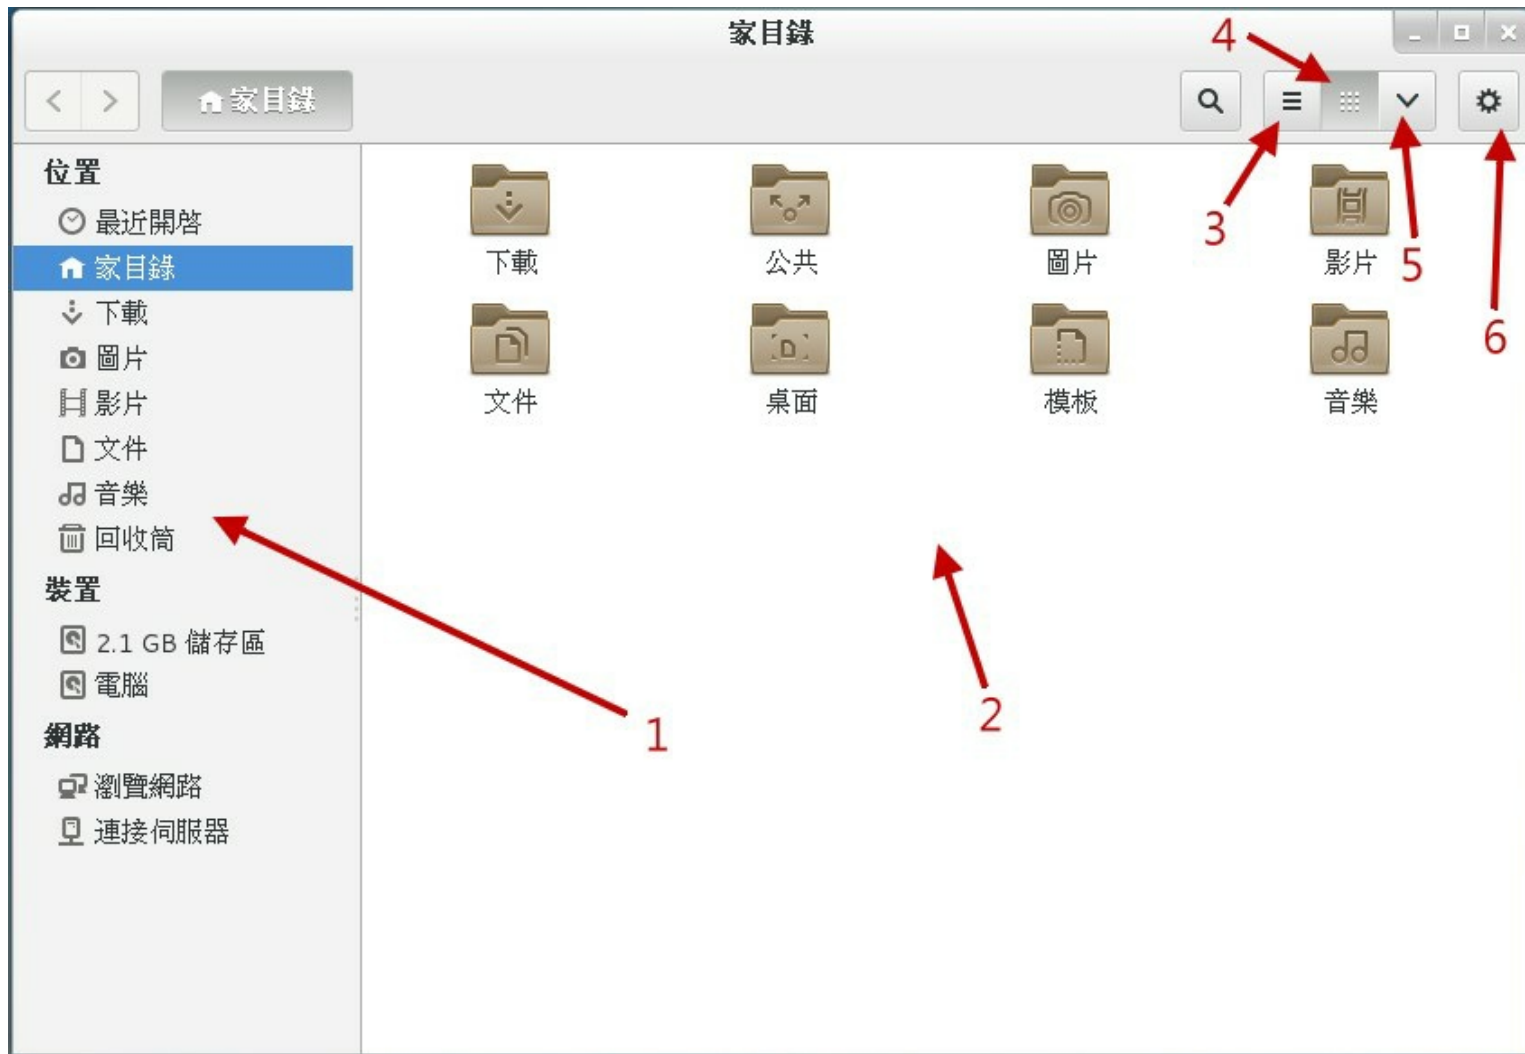 家目錄
4
家目錄
位置
最近開啓
家目錄
下載
圖片
影片
文件
音樂
回收筒
裝置
2.1 GB 儲存區
電腦
網路
瀏覽網路
連接伺服器
下載
公共
圖片
影片
文件
桌面
模板
音樂
3
5
6
1
2